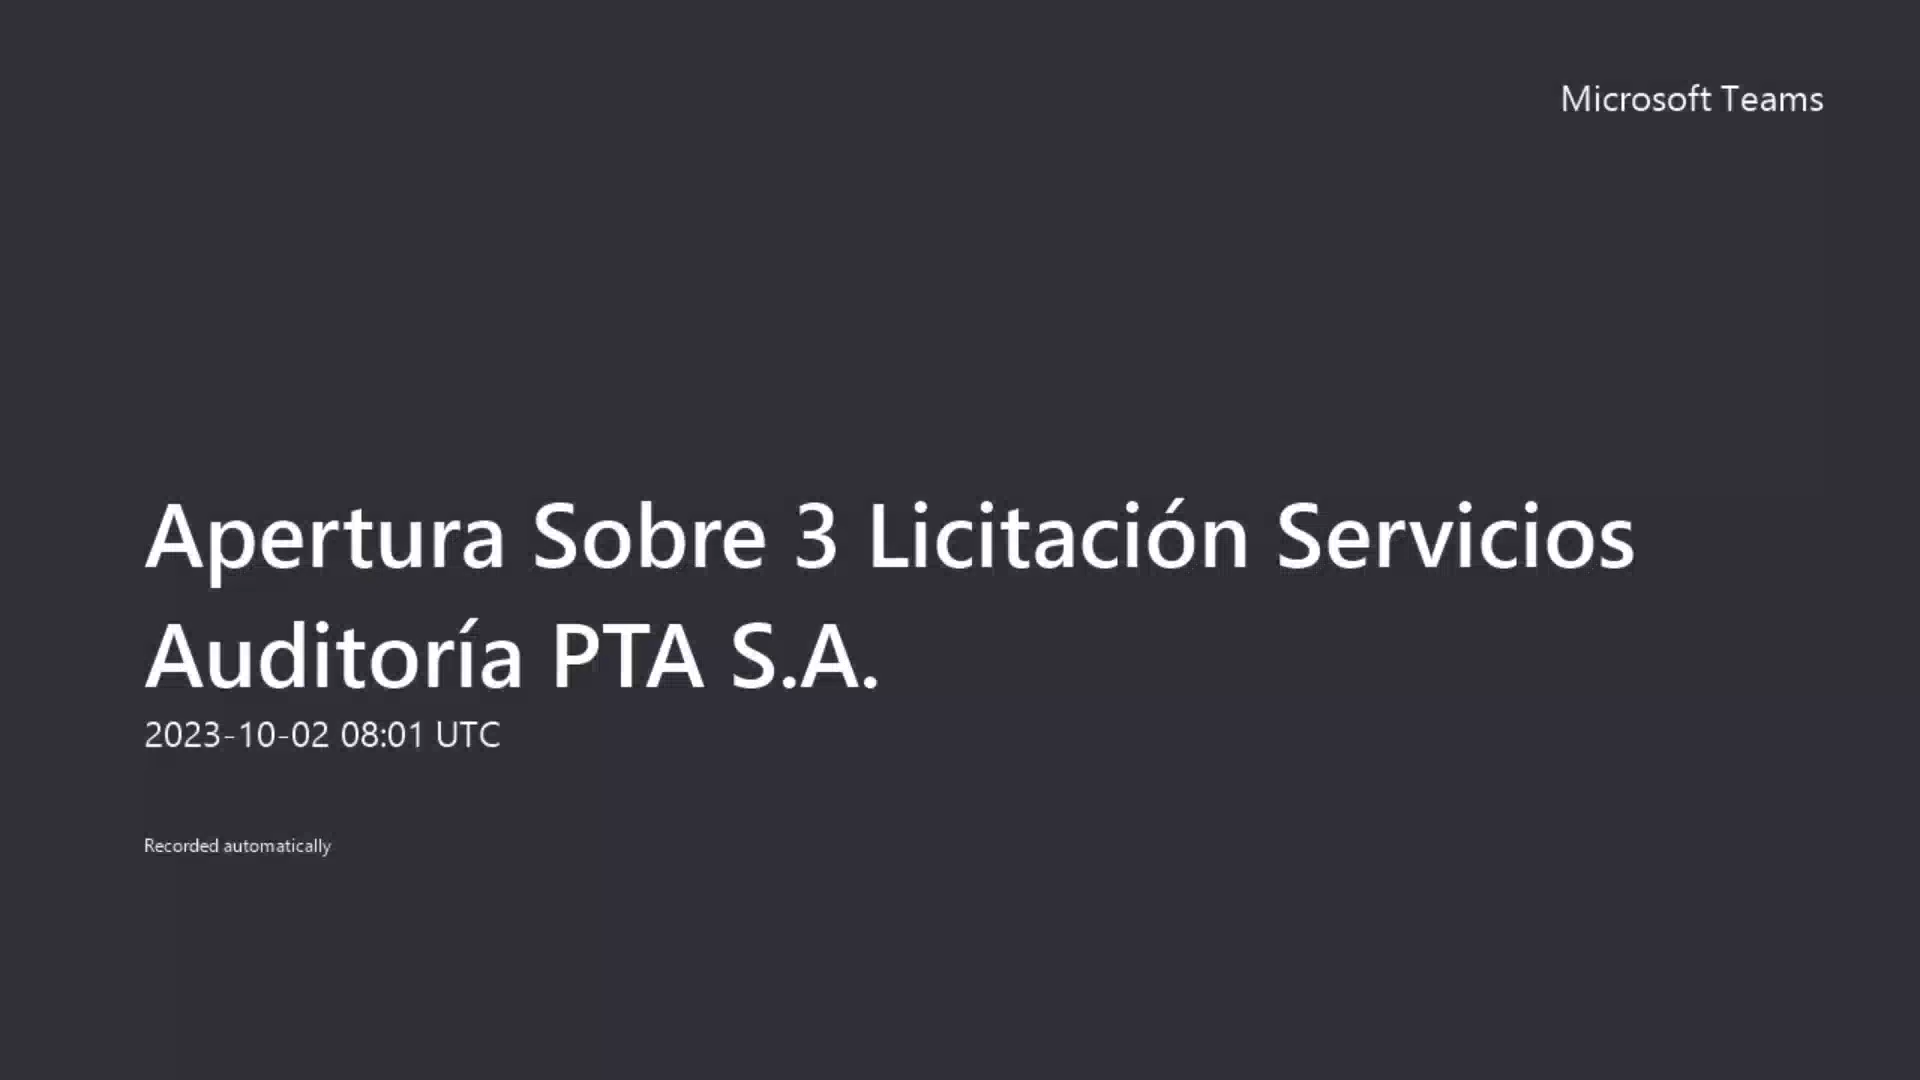 Microsoft Teams
Apertura Sobre 3 Licitación Servicios
Auditoría PTA S.A.
2023-10-02 08:01 UTC
Recorded automatically